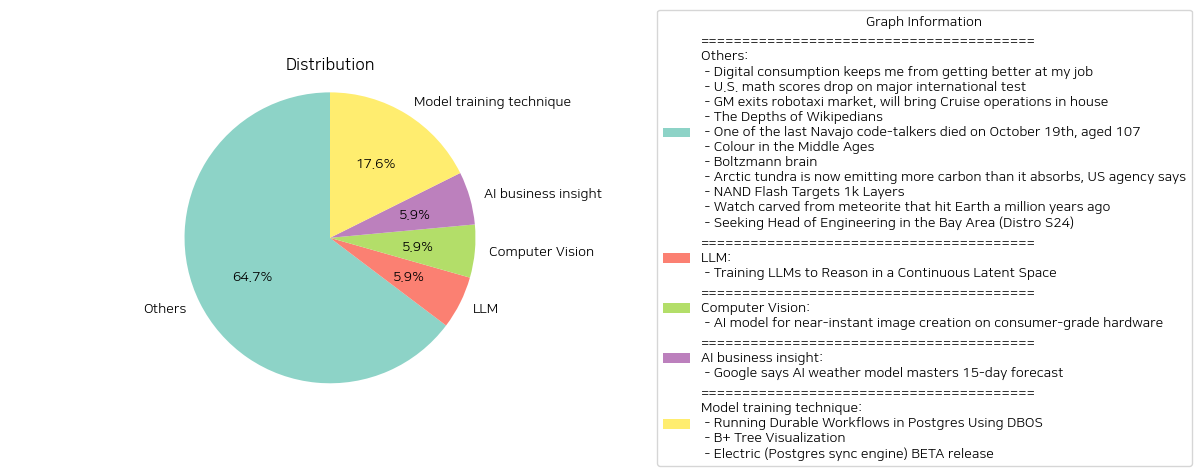 Distribution
Model training technique
17.6%
AI business insight
5.9%
Computer Vision
5.9%
LLM
5.9%
Others
64.7%
Graph Information
========================================
Others:
- Digital consumption keeps me from getting better at my job
- U.S. math scores drop on major international test
- GM exits robotaxi market, will bring Cruise operations in house
- The Depths of Wikipedians
- One of the last Navajo code-talkers died on October 19th, aged 107
- Colour in the Middle Ages
- Boltzmann brain
- Arctic tundra is now emitting more carbon than it absorbs, US agency says
- NAND Flash Targets 1k Layers
- Watch carved from meteorite that hit Earth a million years ago
- Seeking Head of Engineering in the Bay Area (Distro S24)
========================================
LLM:
- Training LLMs to Reason in a Continuous Latent Space
========================================
Computer Vision:
- AI model for near-instant image creation on consumer-grade hardware
========================================
AI business insight:
- Google says AI weather model masters 15-day forecast
========================================
Model training technique:
- Running Durable Workflows in Postgres Using DBOS
- B+ Tree Visualization
- Electric (Postgres sync engine) BETA release